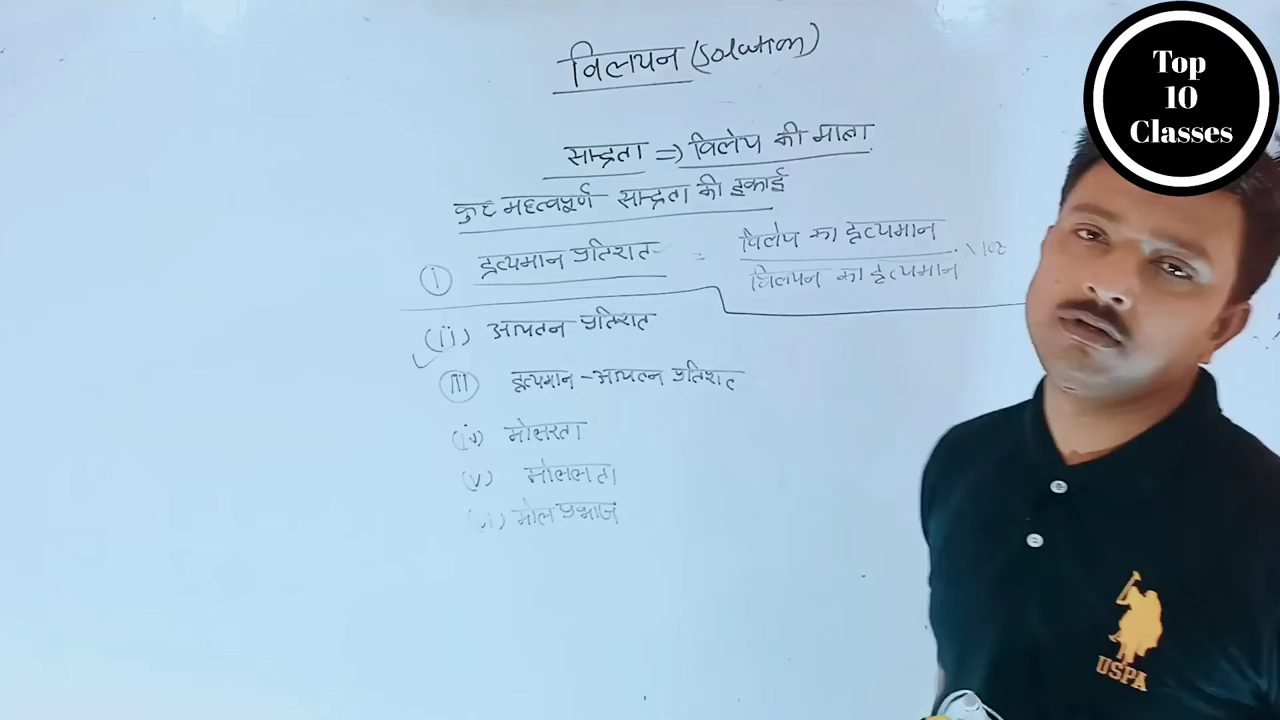 विलयन (solution)
सान्द्रता => विलेय की मात्रा
कुछ महत्वपूर्ण सान्द्रता की इकाई
(i) द्रव्यमान प्रतिशत = विलेय का द्रव्यमान
विलयन का द्रव्यमान × 100
(ii) आयतन प्रतिशत
(iii) द्रव्यमान - आयतन प्रतिशत
(iv) मोलरता
(v) मोललता
(vi) मोल प्रभाज
Top
10
Classes
USPA